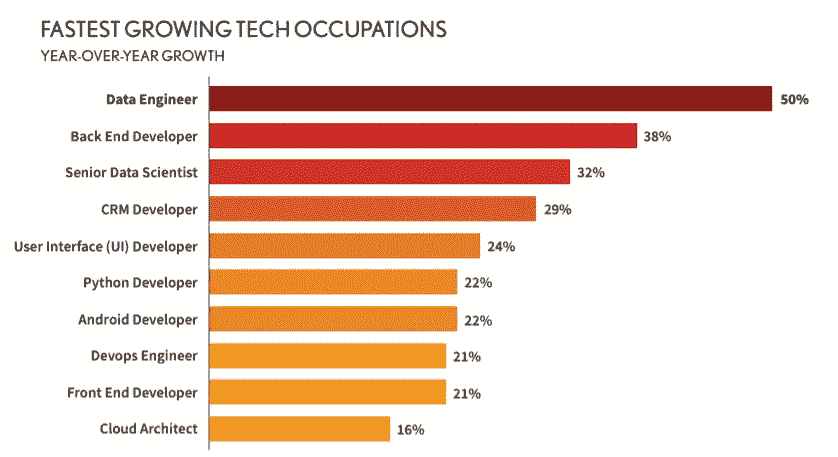 FASTEST GROWING TECH OCCUPATIONS
YEAR-OVER-YEAR GROWTH
Data Engineer 50%
Back End Developer 38%
Senior Data Scientist 32%
CRM Developer 29%
User Interface (UI) Developer 24%
Python Developer 22%
Android Developer 22%
Devops Engineer 21%
Front End Developer 21%
Cloud Architect 16%